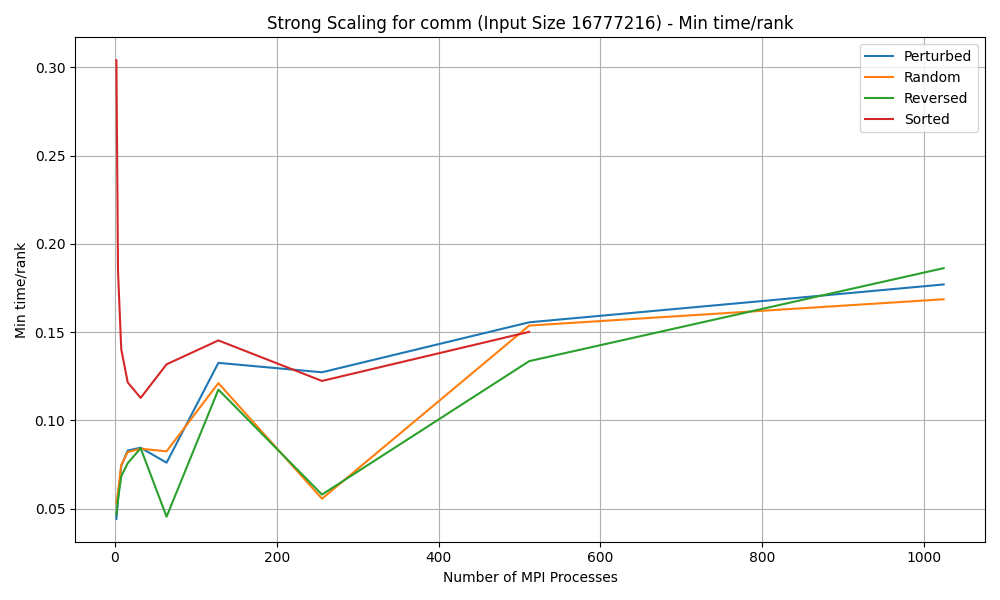 Strong Scaling for comm (Input Size 16777216) - Min time/rank
Perturbed
Random
Reversed
Sorted
Min time/rank
0.30
0.25
0.20
0.15
0.10
0.05
0
200
400
600
800
1000
Number of MPI Processes